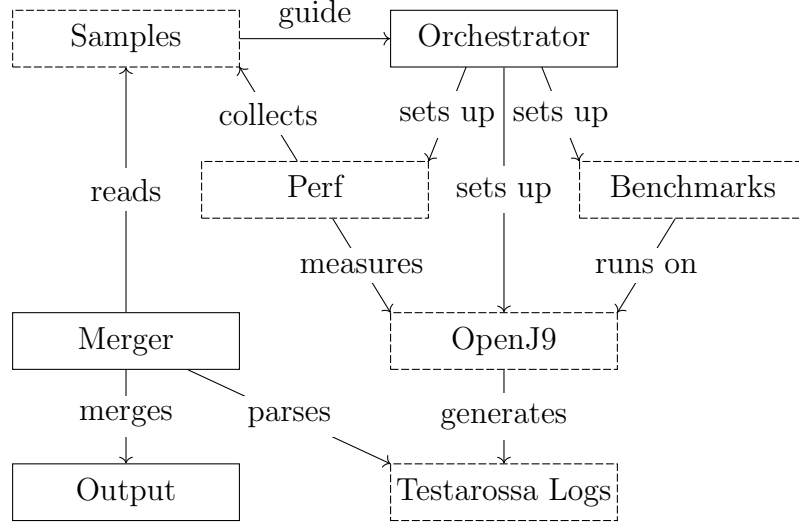 guide
Samples
Orchestrator
collects
sets up
sets up
Perf
sets up
Benchmarks
reads
measures
runs on
Merger
OpenJ9
merges
parses
generates
Output
Testarossa Logs